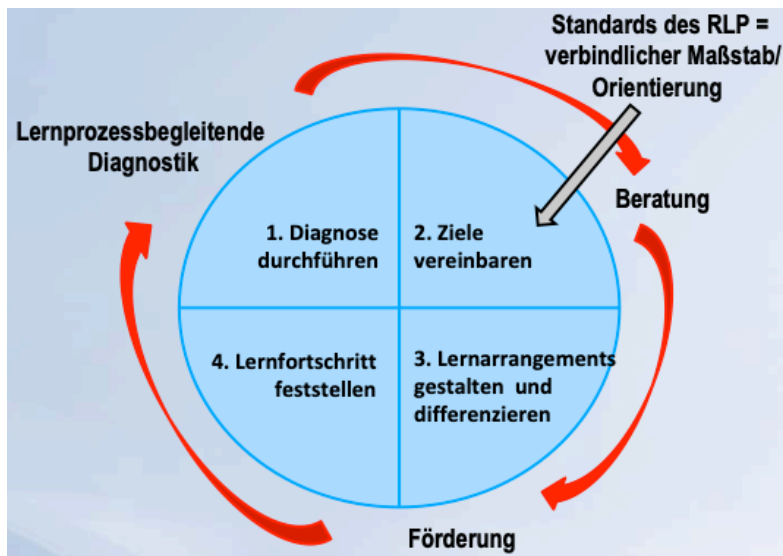 Standards des RLP =
verbindlicher Maßstab/
Orientierung
Lernprozessbegleitende
Diagnostik
Beratung
1. Diagnose
durchführen
2. Ziele
vereinbaren
4. Lernfortschritt
feststellen
3. Lernarrangements
gestalten und
differenzieren
Förderung